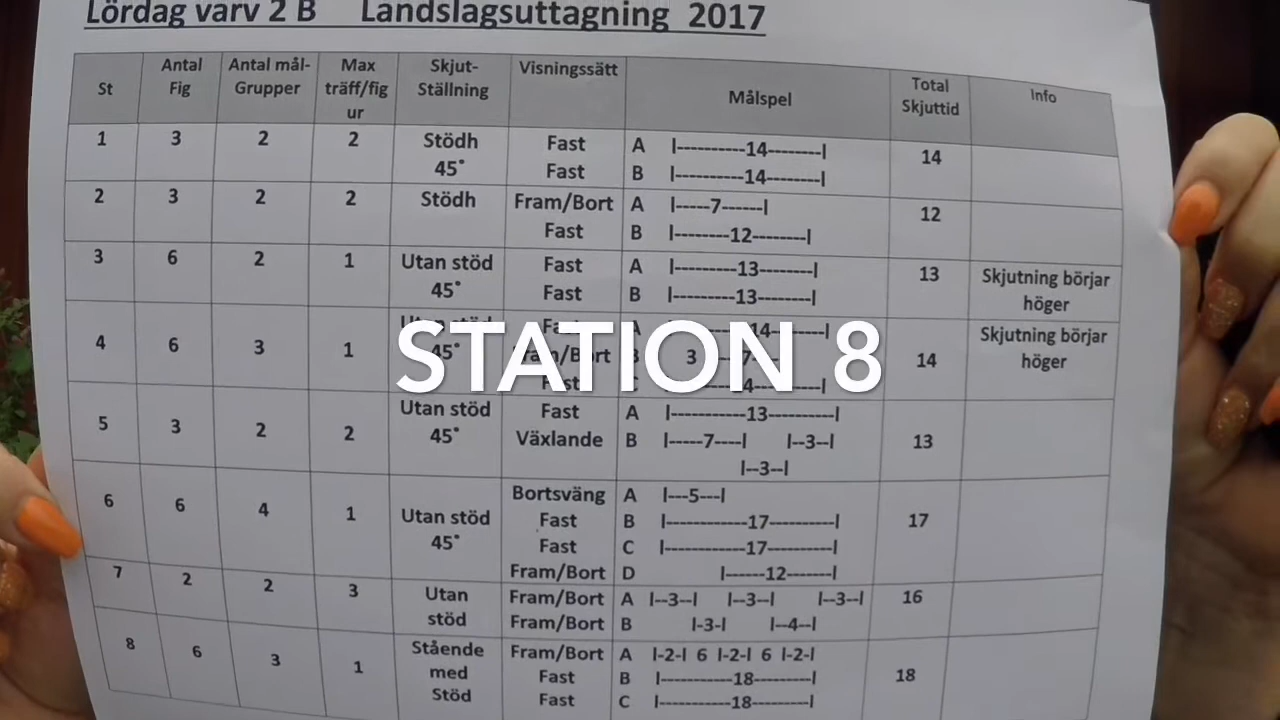 Lördag varv 2 B Landslagsuttagning 2017
St Antal Fig Antal mål-Grupper Max träff/figur Skjut-Ställning Visningssätt Målspel Total Skjuttid Info
1 3 2 2 Stödh 45° Fast A |----------14--------| 14
Fast B |----------14--------|
2 3 2 2 Stödh Fram/Bort A |-----7------| 12
Fast B |--------12--------|
3 6 2 1 Utan stöd 45° Fast A |---------13--------| 13 Skjutning börjar höger
Fast B |---------13--------|
4 6 3 1 45° 14 Skjutning börjar höger
/Bort 3
STATION 8
5 3 2 2 Utan stöd 45° Fast A |-----------13----------| 13
Växlande B |-----7----| |--3--|
|--3--|
6 6 4 1 Utan stöd 45° Bortsväng A |---5---| 17
Fast B |-----------17----------|
Fast C |-----------17----------|
Fram/Bort D |------12-------|
7 2 2 3 Utan stöd Fram/Bort A |--3--| |--3--| |--3--| 16
Fram/Bort B |-3-| |--4--|
8 6 3 1 Stående med Stöd Fram/Bort A |-2-| 6 |-2-| 6 |-2-| 18
Fast B |----------18--------|
Fast C |----------18--------|